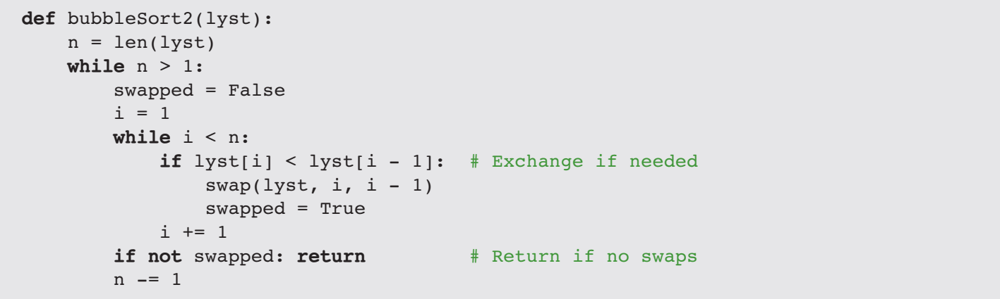 def bubbleSort2(lyst):
    n = len(lyst)
    while n > 1:
        swapped = False
        i = 1
        while i < n:
            if lyst[i] < lyst[i - 1]:  # Exchange if needed
                swap(lyst, i, i - 1)
                swapped = True
            i += 1
        if not swapped: return         # Return if no swaps
        n -= 1